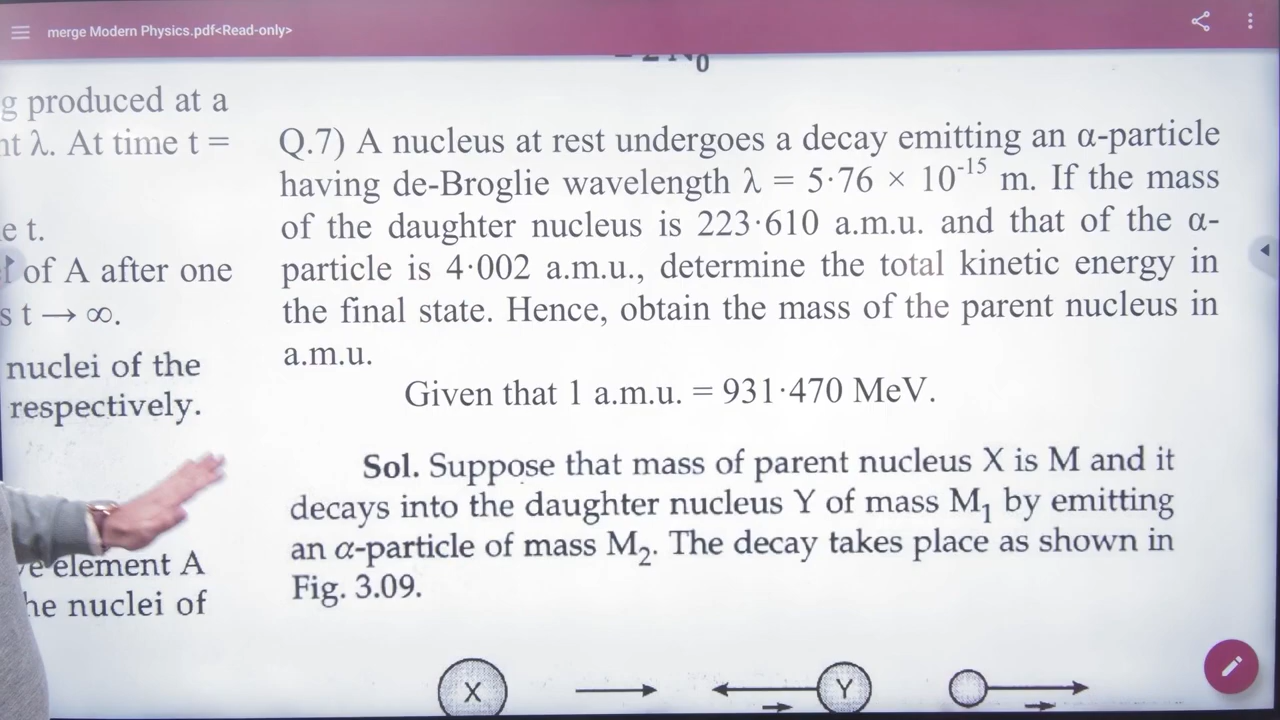 merge Modern Physics.pdf<Read-only>
g produced at a
nt λ. At time t =
e t.
of A after one
s t → ∞.
nuclei of the
respectively.
e element A
he nuclei of
0
Q.7) A nucleus at rest undergoes a decay emitting an α-particle
having de-Broglie wavelength λ = 5·76 × 10⁻¹⁵ m. If the mass
of the daughter nucleus is 223·610 a.m.u. and that of the α-
particle is 4·002 a.m.u., determine the total kinetic energy in
the final state. Hence, obtain the mass of the parent nucleus in
a.m.u.
Given that 1 a.m.u. = 931·470 MeV.
Sol. Suppose that mass of parent nucleus X is M and it
decays into the daughter nucleus Y of mass M₁ by emitting
an α-particle of mass M₂. The decay takes place as shown in
Fig. 3.09.
X
Y